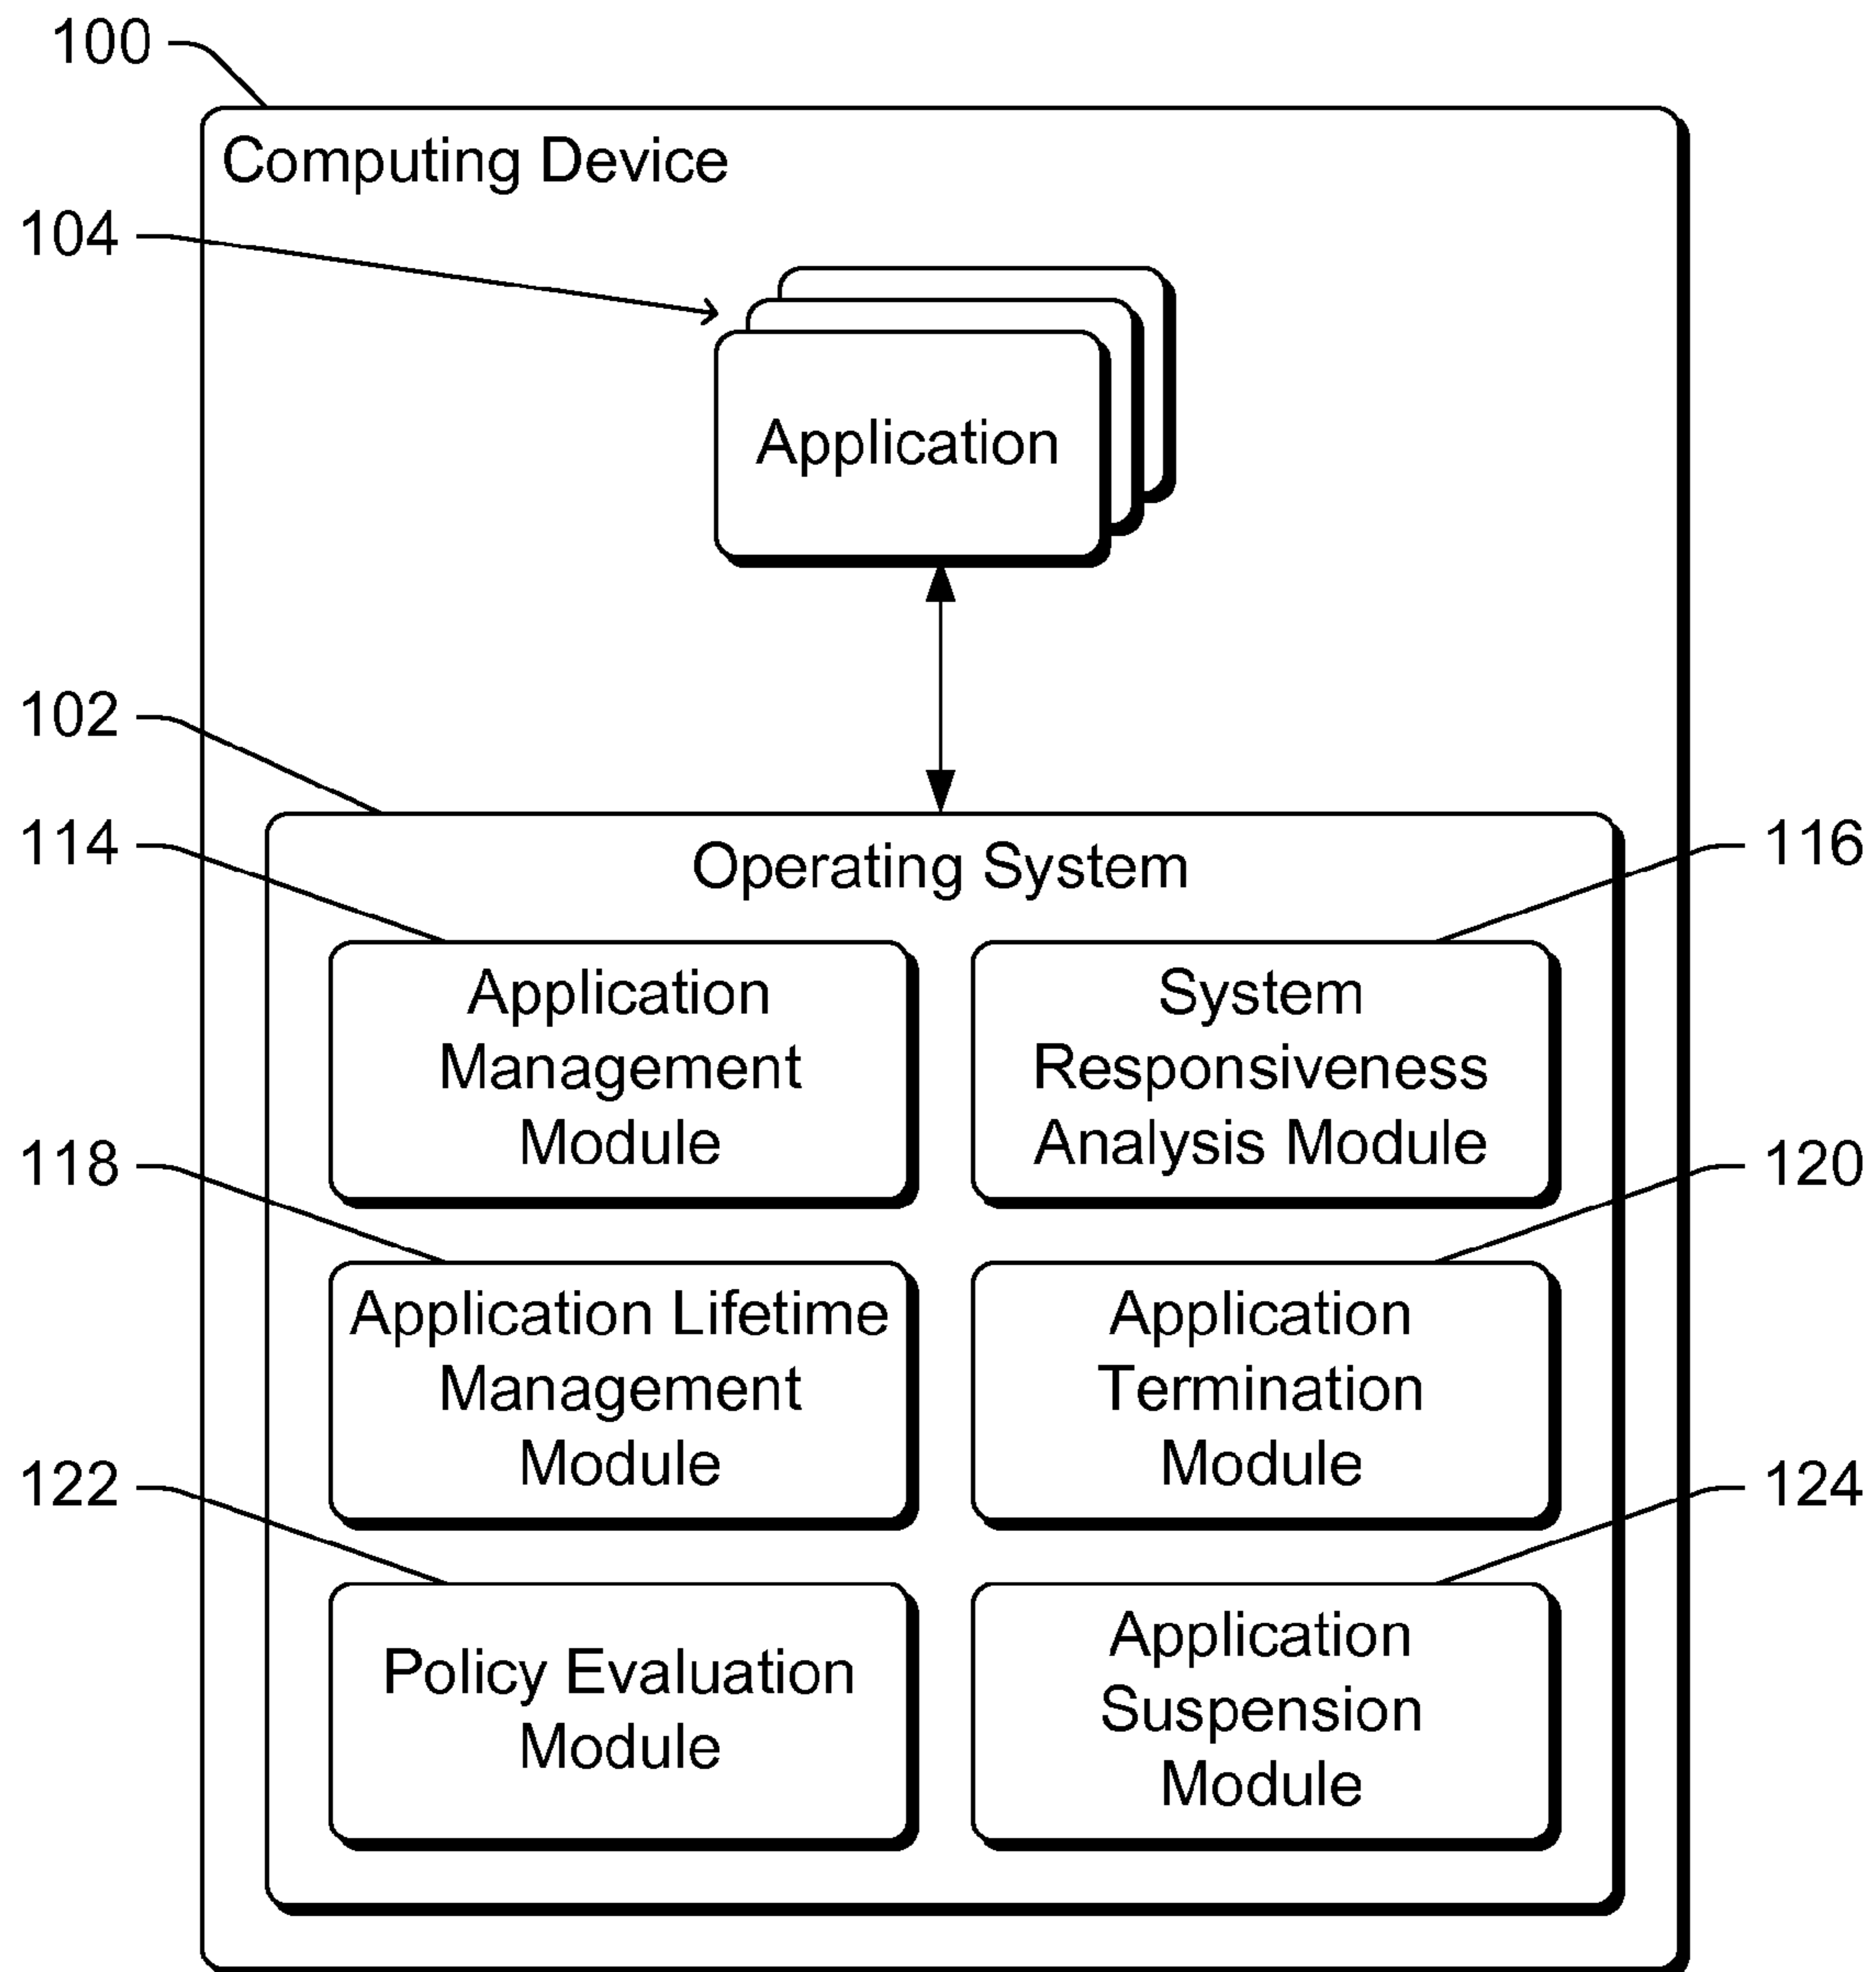 100
Computing Device
104
Application
102
114
Operating System
116
Application
Management
Module
System
Responsiveness
Analysis Module
118
120
Application Lifetime
Management
Module
Application
Termination
Module
122
124
Policy Evaluation
Module
Application
Suspension
Module